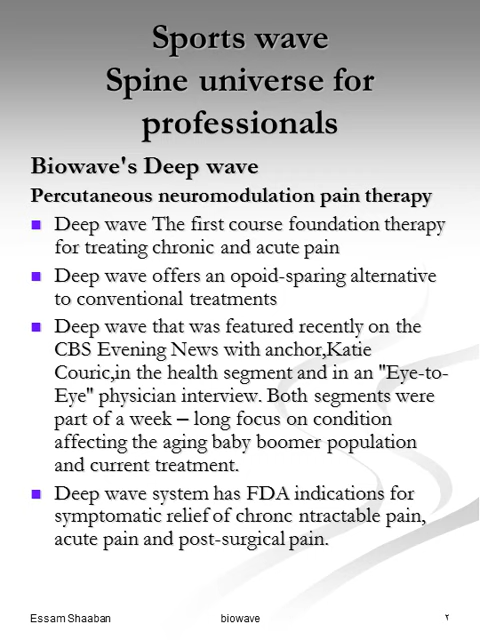 Sports wave
Spine universe for
professionals
Biowave's Deep wave
Percutaneous neuromodulation pain therapy
Deep wave The first course foundation therapy
for treating chronic and acute pain
Deep wave offers an opoid-sparing alternative
to conventional treatments
Deep wave that was featured recently on the
CBS Evening News with anchor,Katie
Couric,in the health segment and in an "Eye-to-
Eye" physician interview. Both segments were
part of a week – long focus on condition
affecting the aging baby boomer population
and current treatment.
Deep wave system has FDA indications for
symptomatic relief of chronc ntractable pain,
acute pain and post-surgical pain.
Essam Shaaban biowave ٢